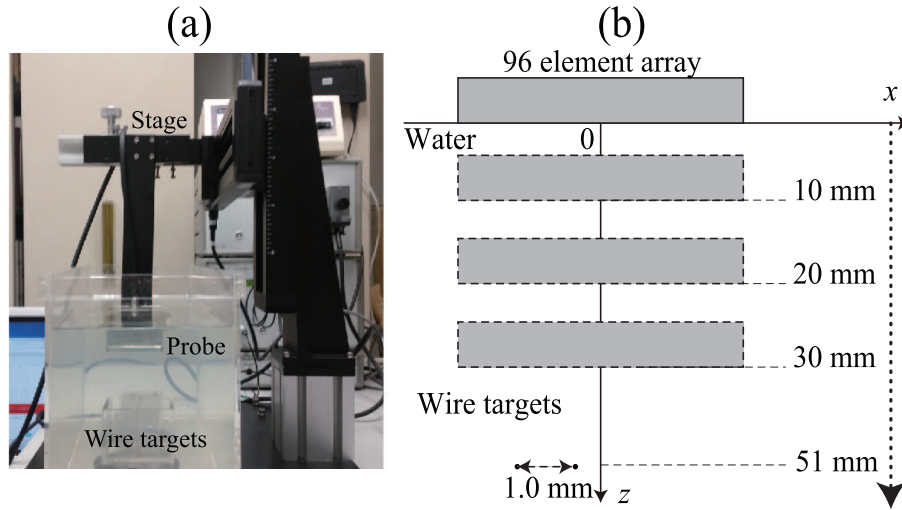 (a)
Stage
Probe
Wire targets
(b)
96 element array
x
Water
0
10 mm
20 mm
30 mm
Wire targets
51 mm
1.0 mm
z